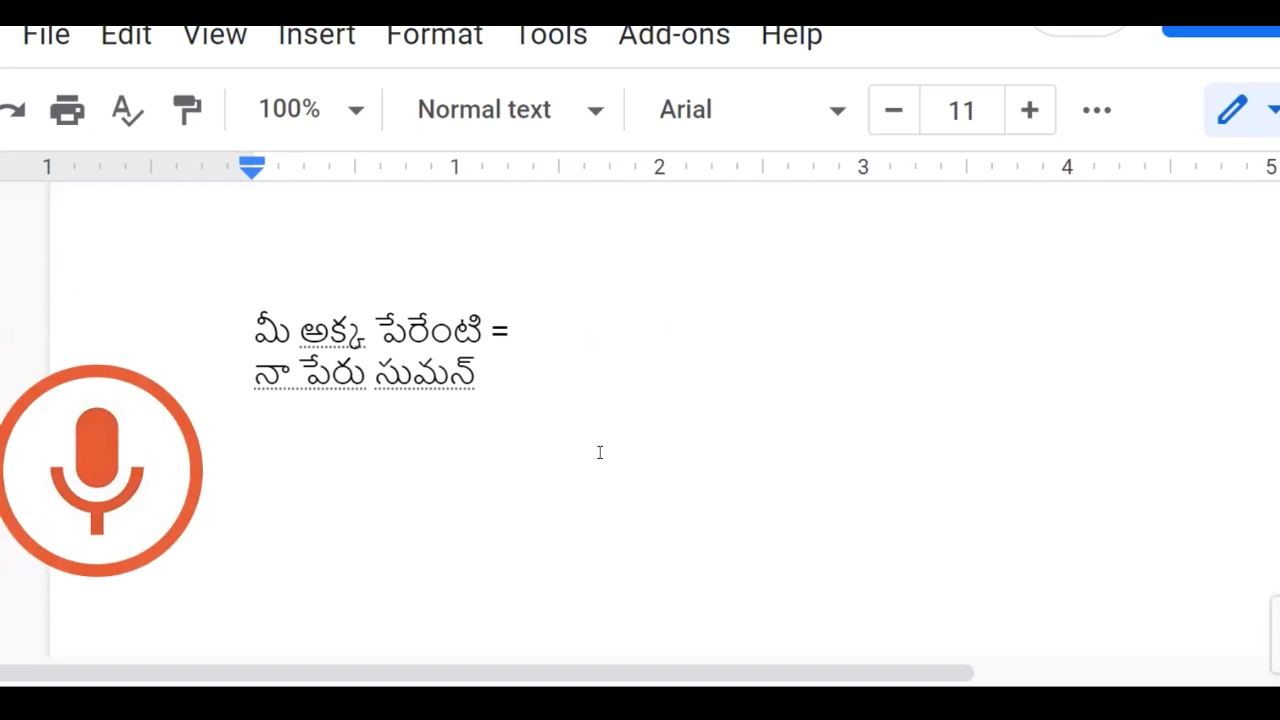 File Edit View Insert Format Tools Add-ons Help
100% Normal text Arial 11
1 1 2 3 4 5
మీ అక్క పేరేంటి =
నా పేరు సుమన్